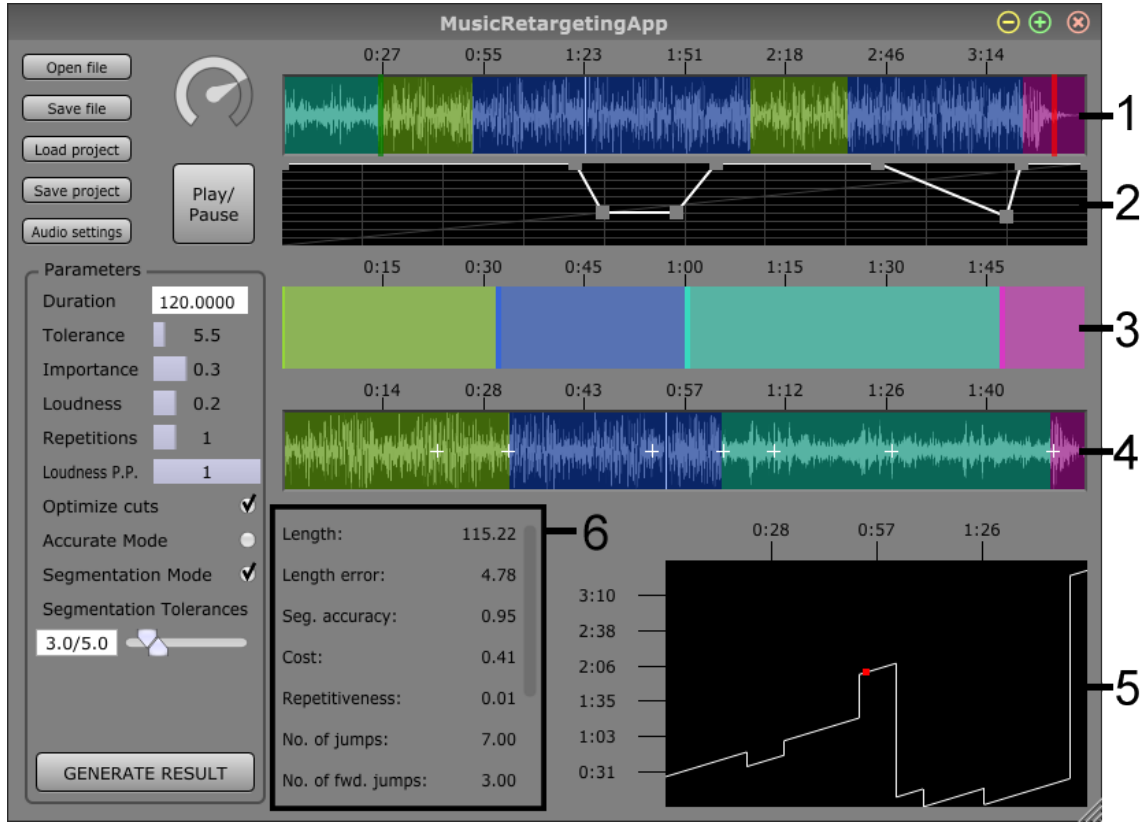 MusicRetargetingApp
Open file
Save file
Load project
Save project
Audio settings
Play/
Pause
0:27 0:55 1:23 1:51 2:18 2:46 3:14
1
2
0:15 0:30 0:45 1:00 1:15 1:30 1:45
3
0:14 0:28 0:43 0:57 1:12 1:26 1:40
4
Parameters
Duration 120.0000
Tolerance 5.5
Importance 0.3
Loudness 0.2
Repetitions 1
Loudness P.P. 1
Optimize cuts
Accurate Mode
Segmentation Mode
Segmentation Tolerances
3.0/5.0
GENERATE RESULT
Length: 115.22
Length error: 4.78
Seg. accuracy: 0.95
Cost: 0.41
Repetitiveness: 0.01
No. of jumps: 7.00
No. of fwd. jumps: 3.00
6
0:28 0:57 1:26
3:10
2:38
2:06
1:35
1:03
0:31
5